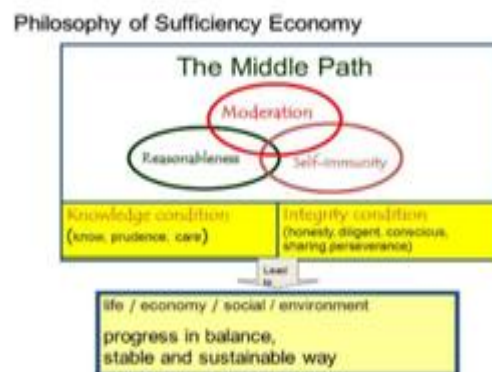 Philosophy of Sufficiency Economy
The Middle Path
Moderation
Reasonableness
Self-immunity
Knowledge condition
(know, prudence, care)
Integrity condition
(honesty, diligent, conscious,
sharing perseverance)
Lead
to
life / economy / social / environment
progress in balance,
stable and sustainable way